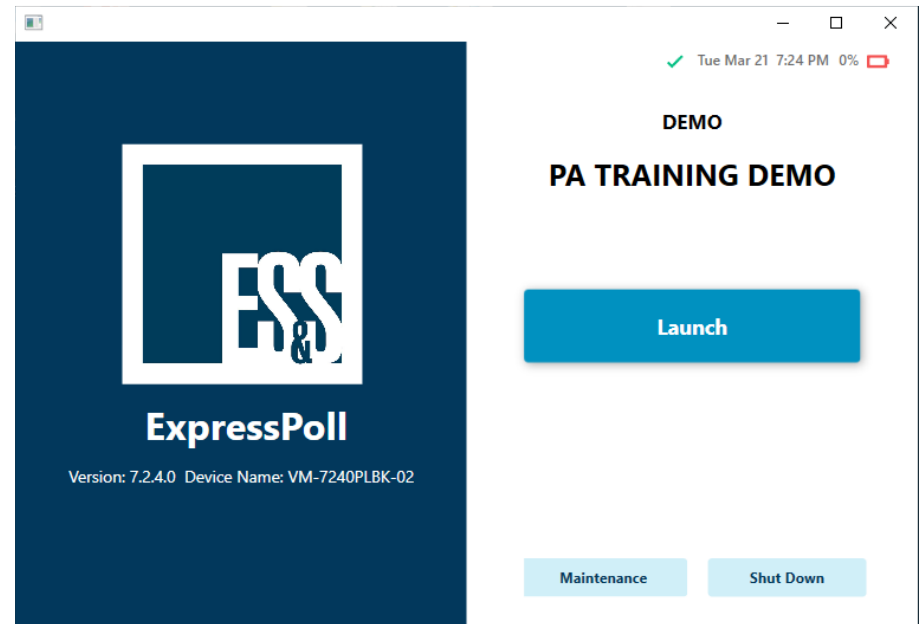 ES&S
ExpressPoll
Version: 7.2.4.0 Device Name: VM-7240PLBK-02
Tue Mar 21 7:24 PM 0%
DEMO
PA TRAINING DEMO
Launch
Maintenance
Shut Down